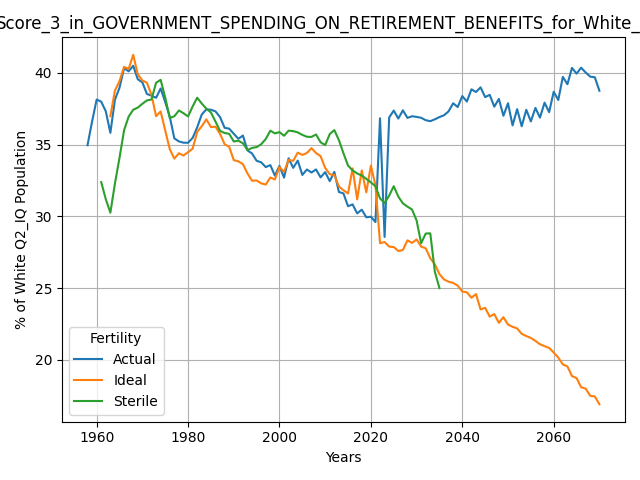 Score_3_in_GOVERNMENT_SPENDING_ON_RETIREMENT_BENEFITS_for_White_
% of White Q2_IQ Population
40
35
30
25
20
Fertility
Actual
Ideal
Sterile
1960 1980 2000 2020 2040 2060
Years